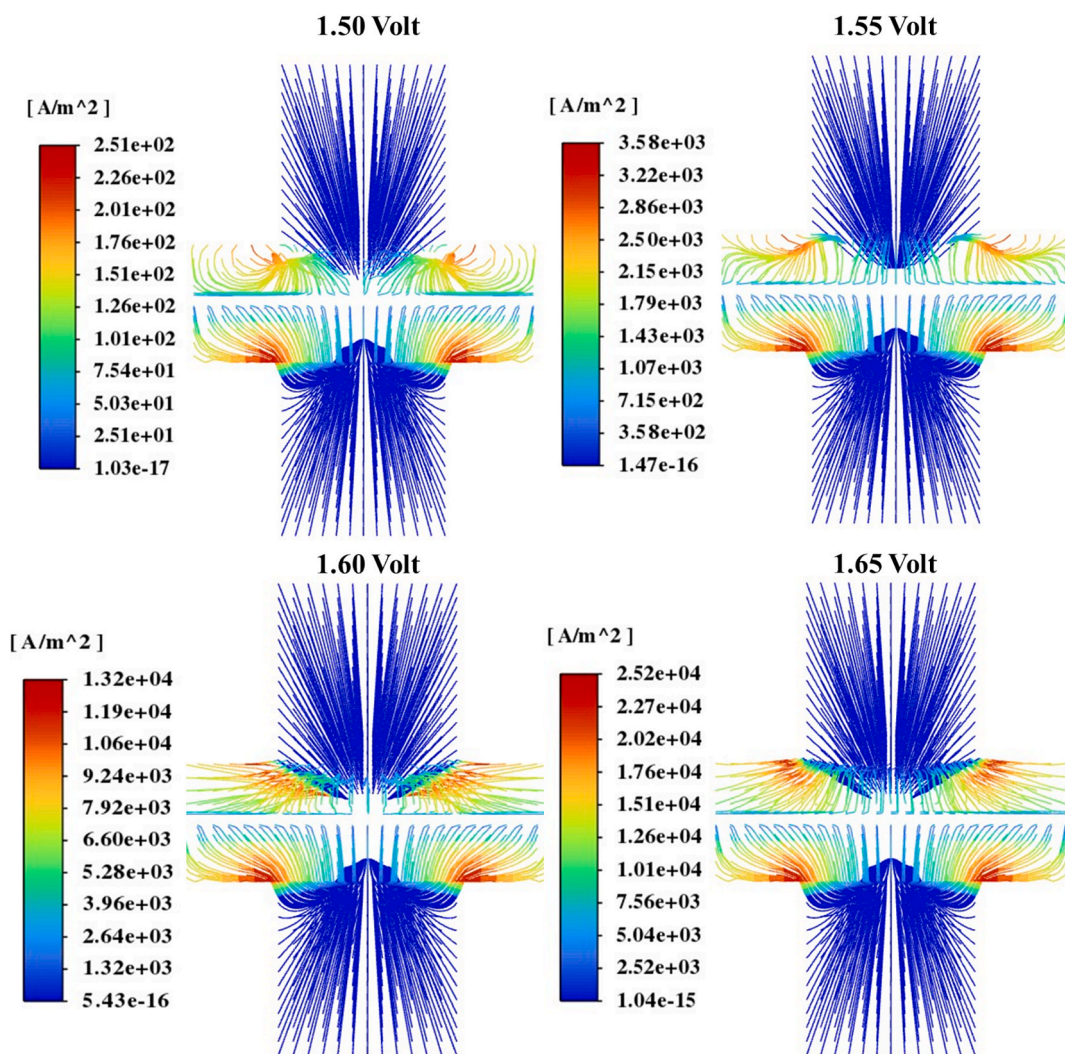 1.50 Volt
[ A/m^2 ]
2.51e+02
2.26e+02
2.01e+02
1.76e+02
1.51e+02
1.26e+02
1.01e+02
7.54e+01
5.03e+01
2.51e+01
1.03e-17
1.55 Volt
[ A/m^2 ]
3.58e+03
3.22e+03
2.86e+03
2.50e+03
2.15e+03
1.79e+03
1.43e+03
1.07e+03
7.15e+02
3.58e+02
1.47e-16
1.60 Volt
[ A/m^2 ]
1.32e+04
1.19e+04
1.06e+04
9.24e+03
7.92e+03
6.60e+03
5.28e+03
3.96e+03
2.64e+03
1.32e+03
5.43e-16
1.65 Volt
[ A/m^2 ]
2.52e+04
2.27e+04
2.02e+04
1.76e+04
1.51e+04
1.26e+04
1.01e+04
7.56e+03
5.04e+03
2.52e+03
1.04e-15